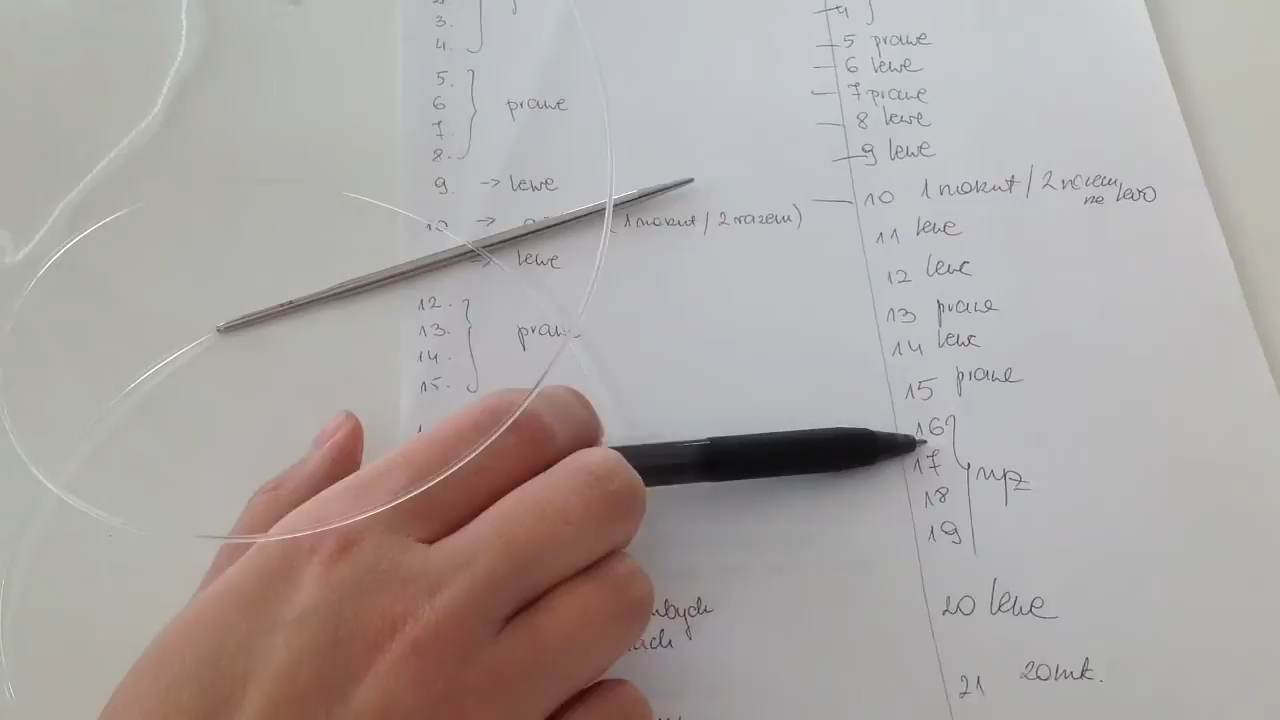 3.
4.
5.
6
7.
8.
prawe
9. -> lewe
10 -> (1 narzut / 2 razem)
-> lewe
12.
13.
14.
15.
prawe
4
5 prawe
6 lewe
7 prawe
8 lewe
9 lewe
10 1 narzut / 2 razem
na lewo
11 lewe
12 lewe
13 prawe
14 lewe
15 prawe
16
17
18
19
npz
20 lewe
21 20mk.